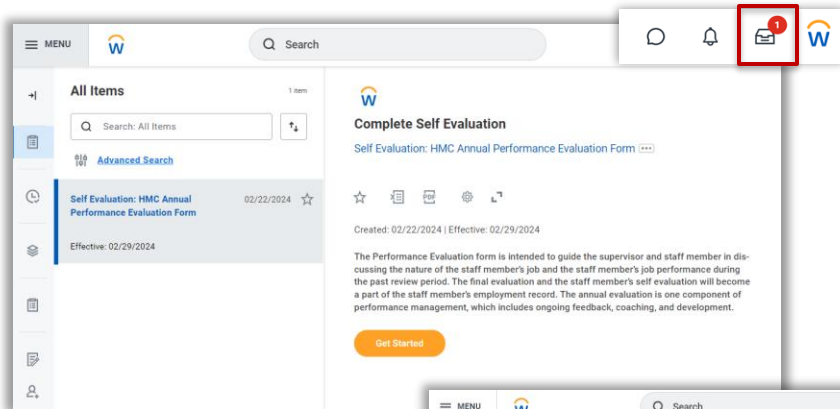 MENU
Search
1
All Items
1 item
Search: All Items
Advanced Search
Self Evaluation: HMC Annual
Performance Evaluation Form
02/22/2024
Effective: 02/29/2024
Complete Self Evaluation
Self Evaluation: HMC Annual Performance Evaluation Form
PDF
Created: 02/22/2024 | Effective: 02/29/2024
The Performance Evaluation form is intended to guide the supervisor and staff member in dis-
cussing the nature of the staff member's job and the staff member's job performance during
the past review period. The final evaluation and the staff member's self evaluation will become
a part of the staff member's employment record. The annual evaluation is one component of
performance management, which includes ongoing feedback, coaching, and development.
Get Started
MENU
Search